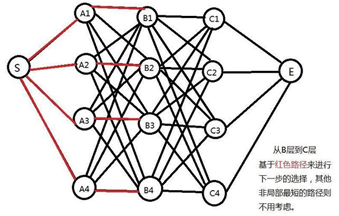 A1
B1
C1
S
A2
B2
C2
E
A3
B3
C3
A4
B4
C4
从B层到C层
基于红色路径来进行
下一步的选择，其他
非局部最短的路径则
不用考虑。